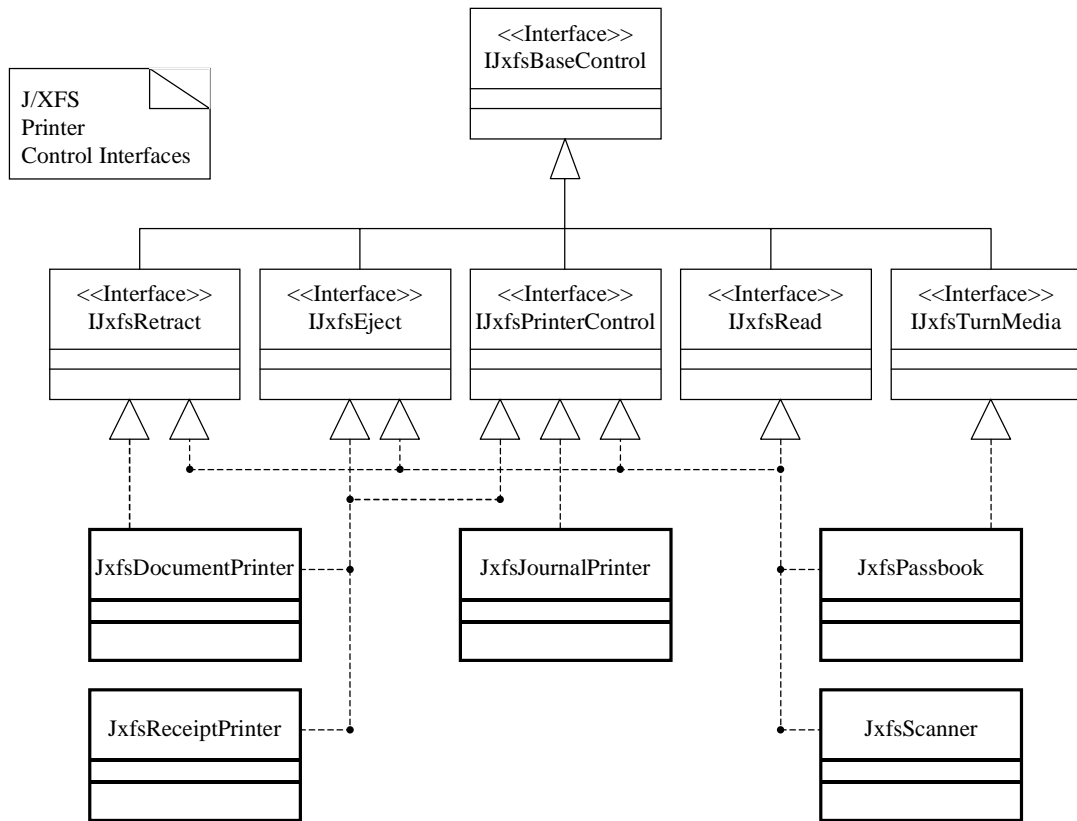 <<Interface>>
IJxfsBaseControl
J/XFS
Printer
Control Interfaces
<<Interface>>
IJxfsRetract
<<Interface>>
IJxfsEject
<<Interface>>
IJxfsPrinterControl
<<Interface>>
IJxfsRead
<<Interface>>
IJxfsTurnMedia
JxfsDocumentPrinter
JxfsJournalPrinter
JxfsPassbook
JxfsReceiptPrinter
JxfsScanner